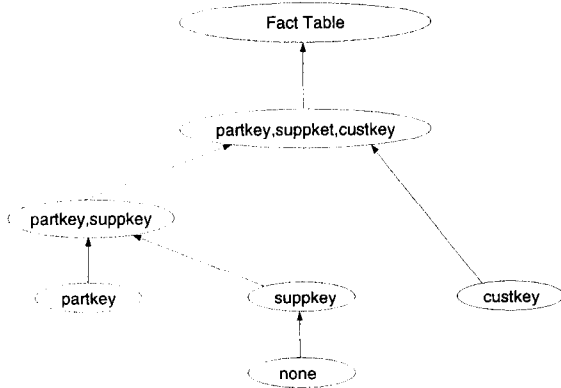 Fact Table
partkey,suppket,custkey
partkey,suppkey
partkey
suppkey
custkey
none